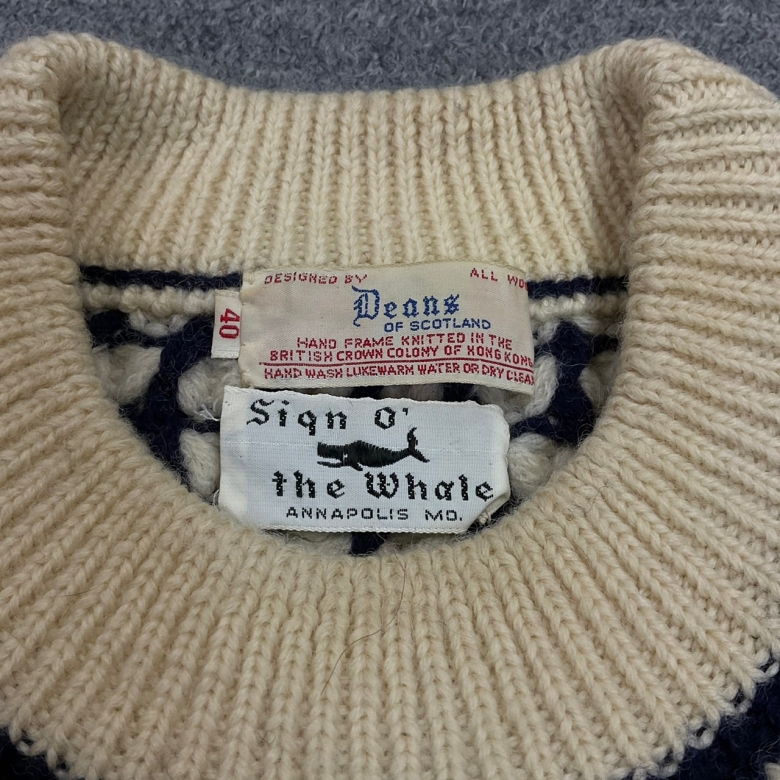 DESIGNED BY ALL
Deans
OF SCOTLAND
HAND FRAME KNITTED IN THE
BRITISH CROWN COLONY OF HONG KONG
HAND WASH LUKEWARM WATER OR DRY CLEAN
40
Sign O'
the Whale
ANNAPOLIS MD.